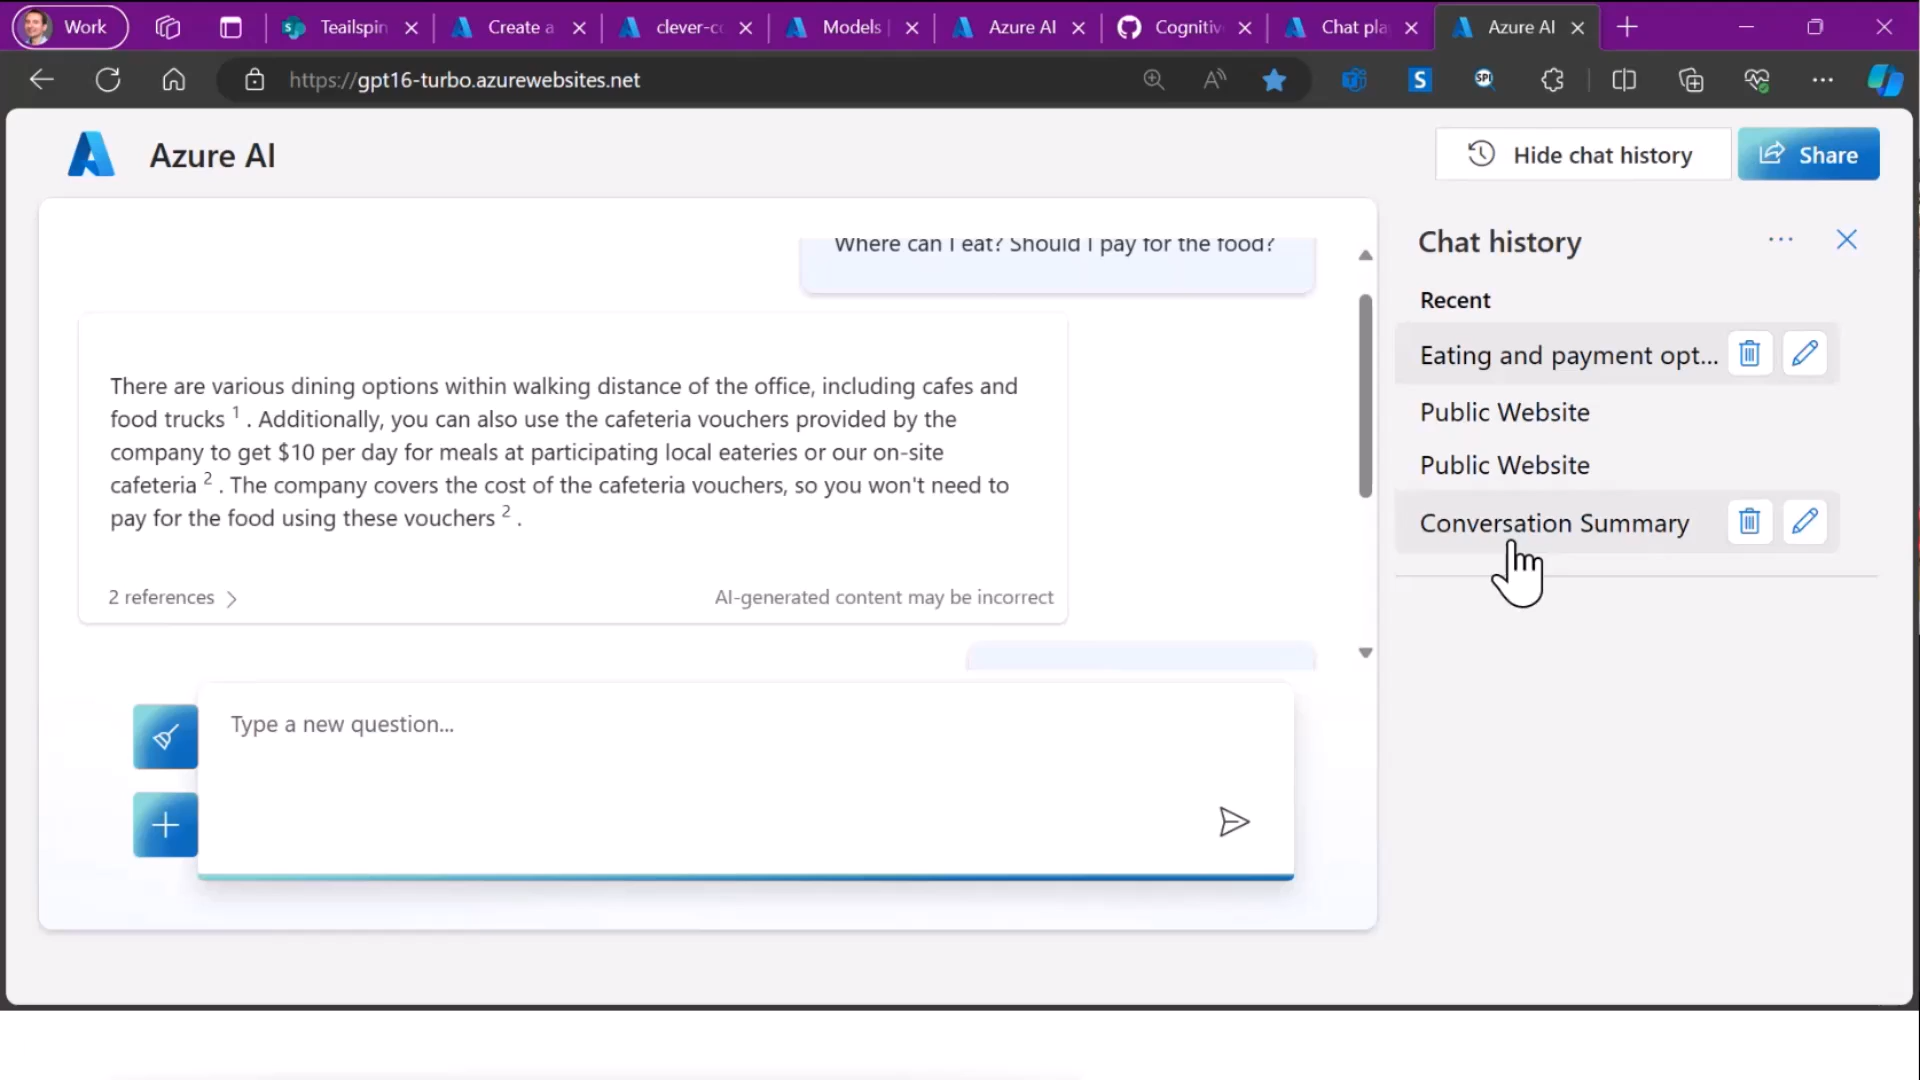 Work
Teailspin
Create a
clever-co
Models |
Azure AI
Cognitiv
Chat pla
Azure AI
https://gpt16-turbo.azurewebsites.net
Azure AI
Hide chat history
Share
Where can I eat? Should I pay for the food?
There are various dining options within walking distance of the office, including cafes and
food trucks 1 . Additionally, you can also use the cafeteria vouchers provided by the
company to get $10 per day for meals at participating local eateries or our on-site
cafeteria 2 . The company covers the cost of the cafeteria vouchers, so you won't need to
pay for the food using these vouchers 2 .
2 references
AI-generated content may be incorrect
Type a new question...
Chat history
Recent
Eating and payment opt...
Public Website
Public Website
Conversation Summary